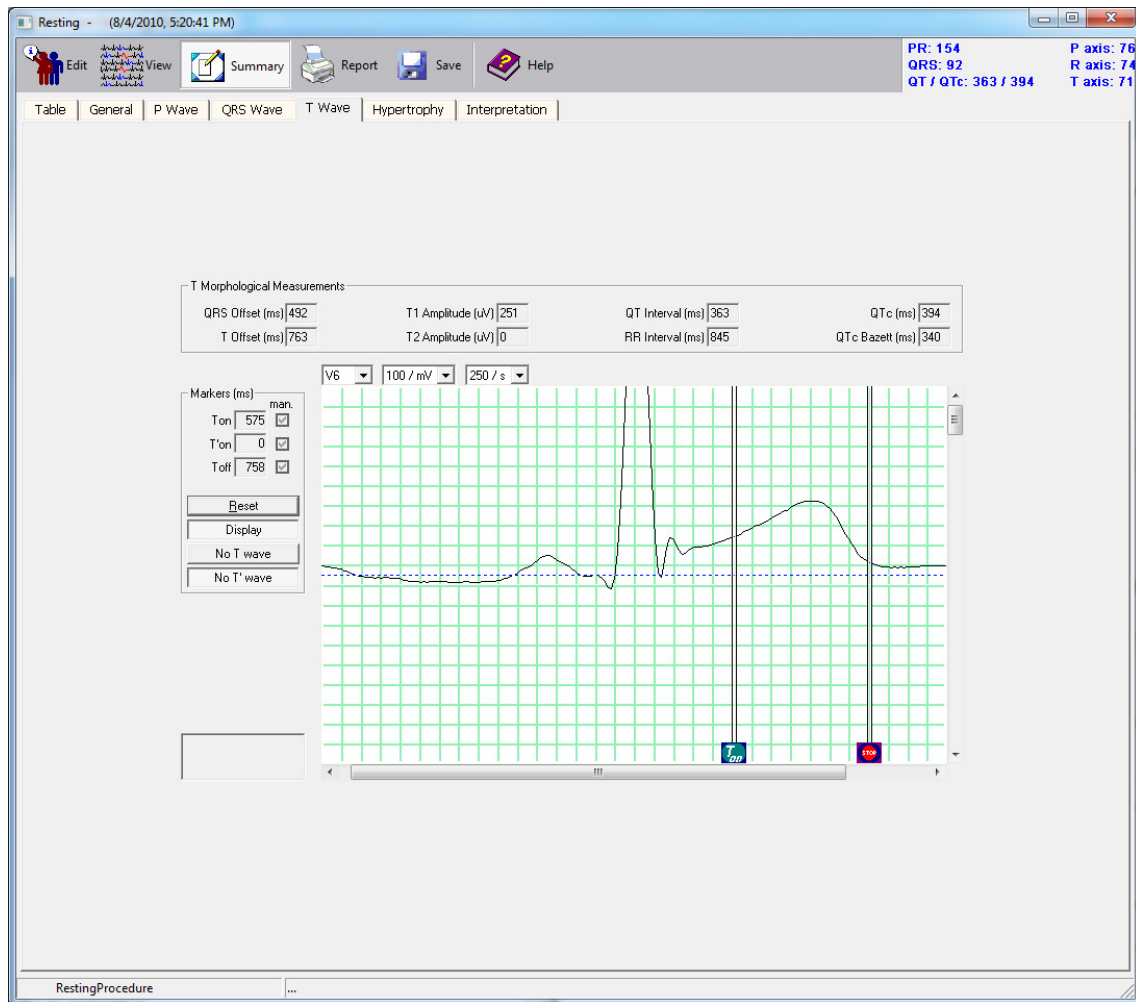 Resting -    (8/4/2010, 5:20:41 PM)
Edit View Summary Report Save Help
PR: 154 P axis: 76
QRS: 92 R axis: 74
QT / QTc: 363 / 394 T axis: 71
Table General P Wave QRS Wave T Wave Hypertrophy Interpretation
T Morphological Measurements
QRS Offset (ms) 492 T1 Amplitude (uV) 251 QT Interval (ms) 363 QTc (ms) 394
T Offset (ms) 763 T2 Amplitude (uV) 0 RR Interval (ms) 845 QTc Bazett (ms) 340
V6 100 / mV 250 / s
Markers (ms)
man.
Ton 575
T'on 0
Toff 758
Reset
Display
No T wave
No T' wave
T on STOP
RestingProcedure ...